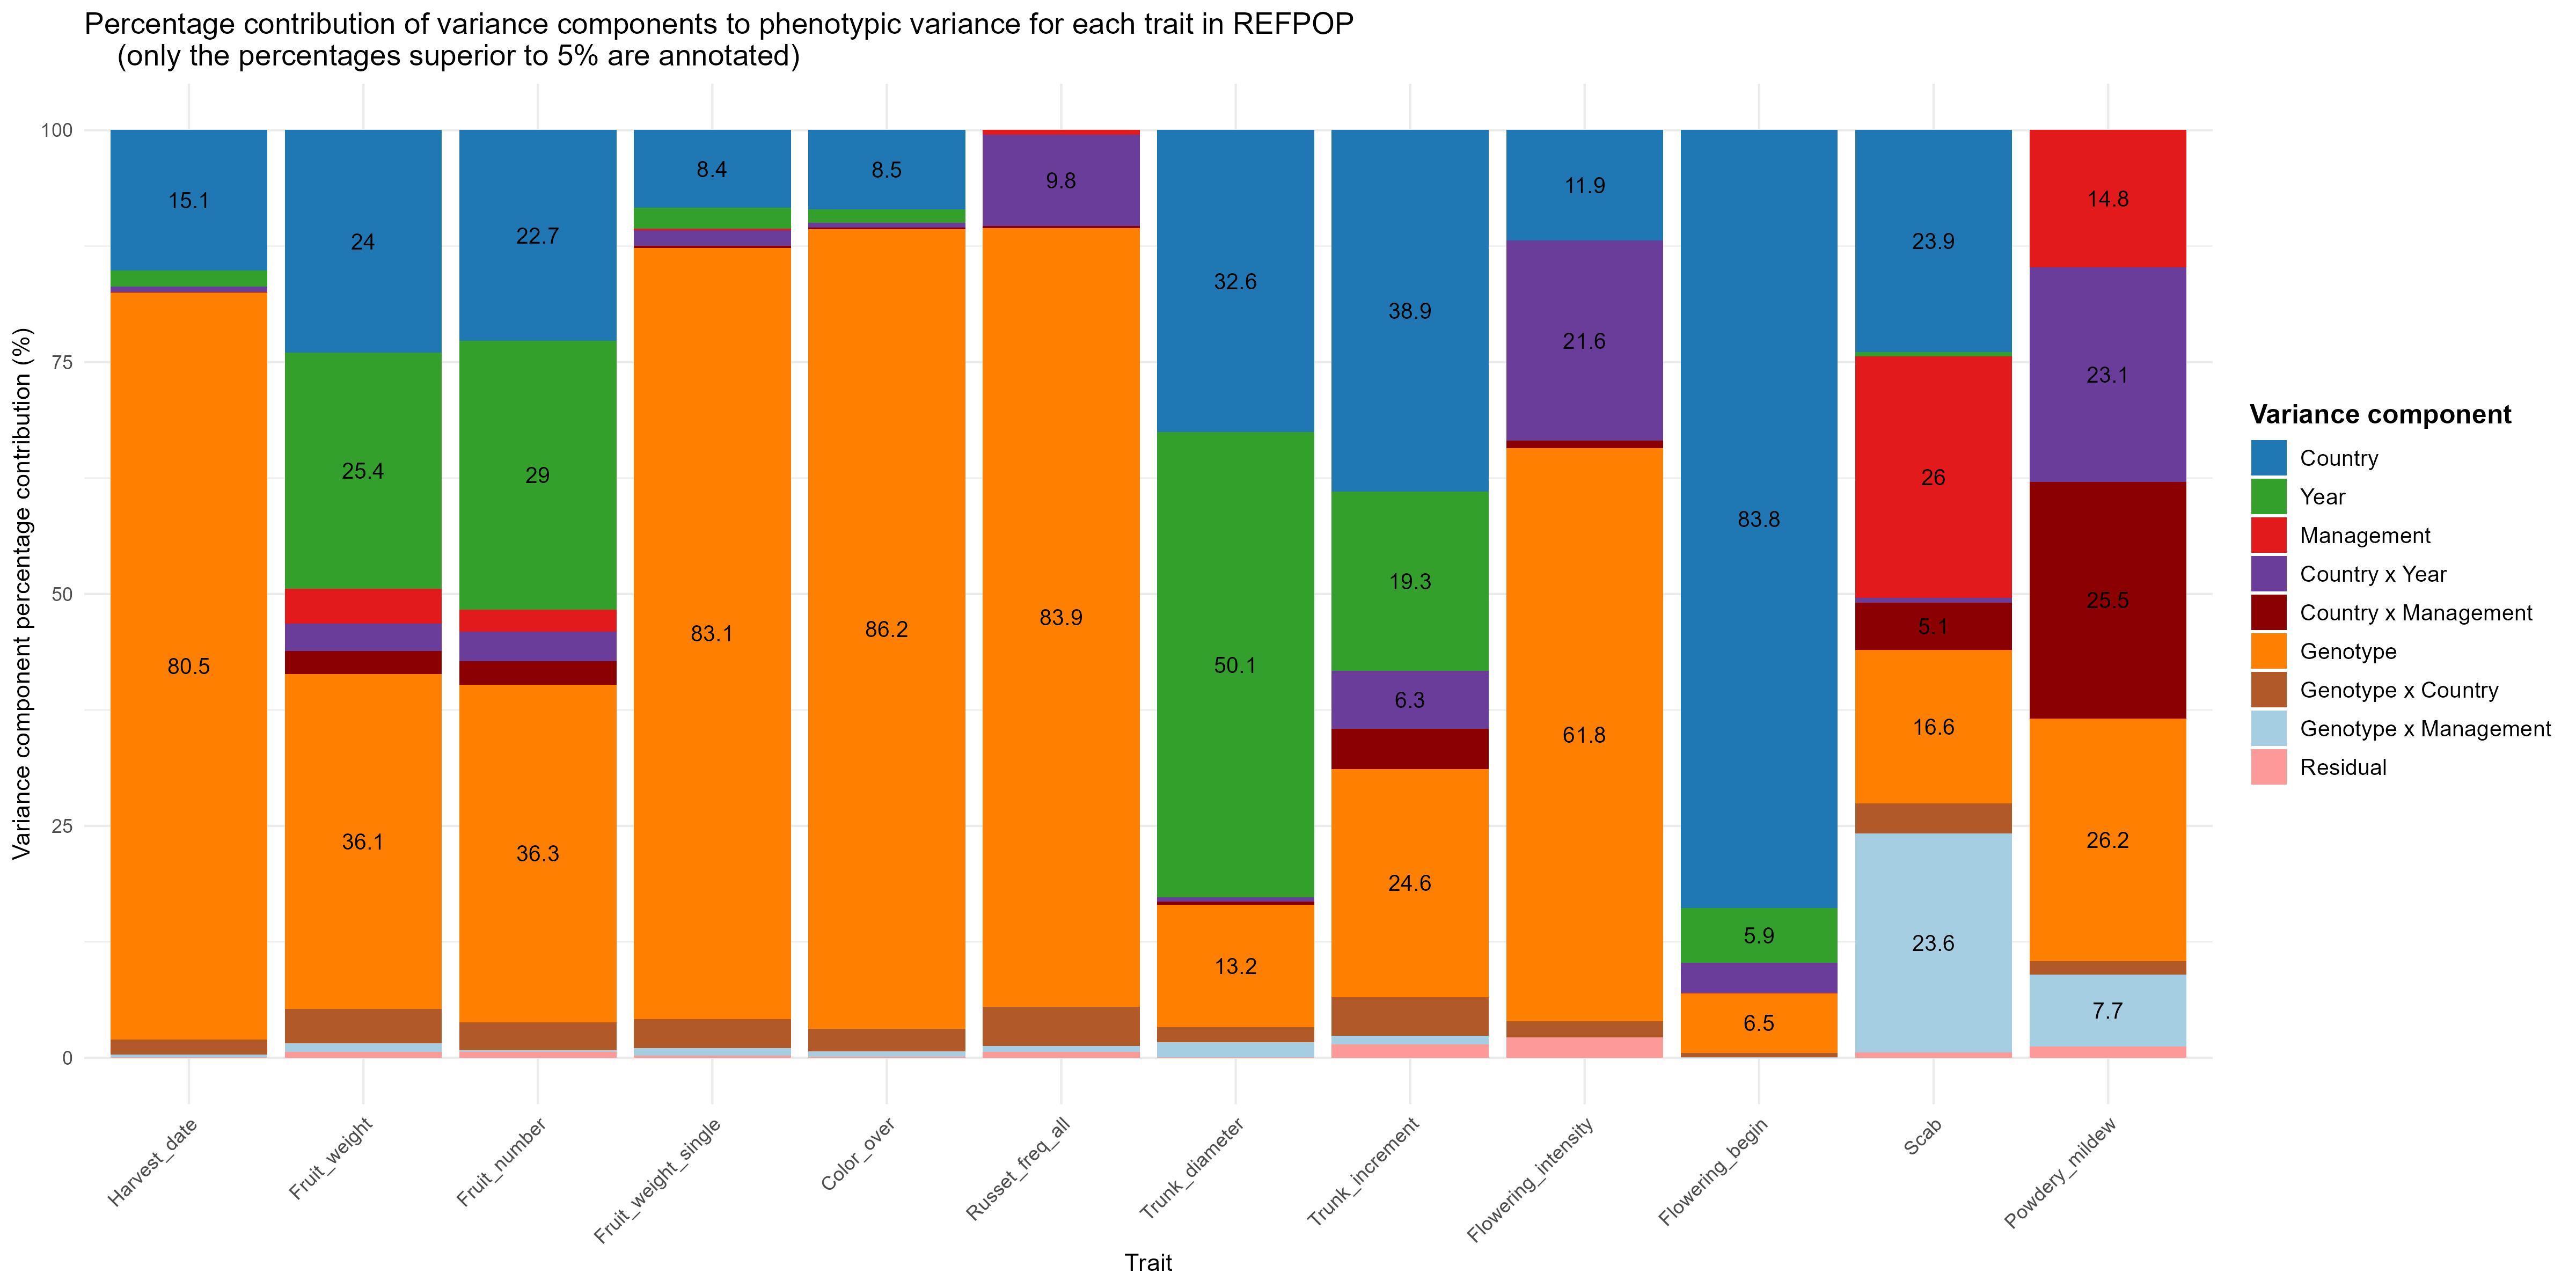 Percentage contribution of variance components to phenotypic variance for each trait in REFPOP
(only the percentages superior to 5% are annotated)
Variance component percentage contribution (%)
100
75
50
25
0
15.1
80.5
24
25.4
36.1
22.7
29
36.3
8.4
83.1
8.5
86.2
9.8
83.9
32.6
50.1
13.2
38.9
19.3
6.3
24.6
11.9
21.6
61.8
83.8
5.9
6.5
23.9
26
5.1
16.6
23.6
14.8
23.1
25.5
26.2
7.7
Harvest_date
Fruit_weight
Fruit_number
Fruit_weight_single
Color_over
Russet_freq_all
Trunk_diameter
Trunk_increment
Flowering_intensity
Flowering_begin
Scab
Powdery_mildew
Trait
Variance component
Country
Year
Management
Country x Year
Country x Management
Genotype
Genotype x Country
Genotype x Management
Residual